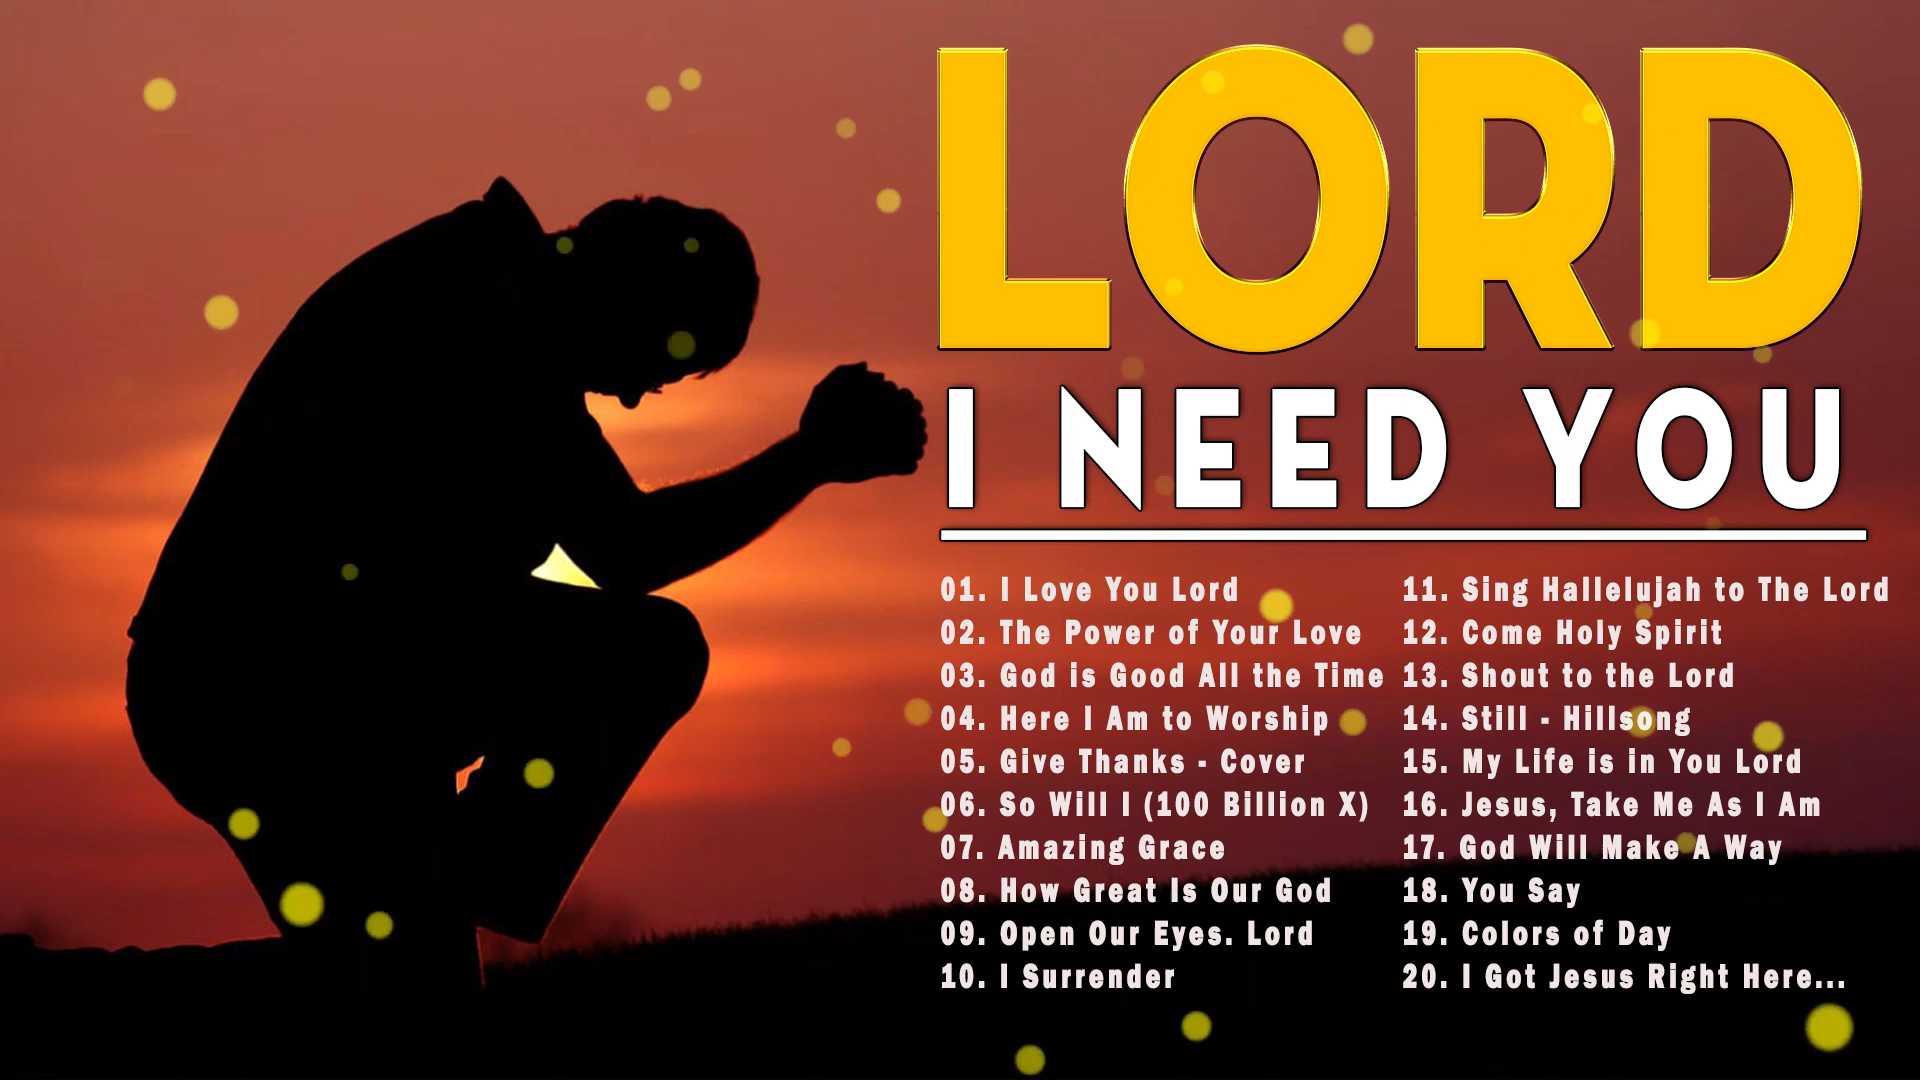 LORD
I NEED YOU
01. I Love You Lord
02. The Power of Your Love
03. God is Good All the Time
04. Here I Am to Worship
05. Give Thanks - Cover
06. So Will I (100 Billion X)
07. Amazing Grace
08. How Great Is Our God
09. Open Our Eyes. Lord
10. I Surrender
11. Sing Hallelujah to The Lord
12. Come Holy Spirit
13. Shout to the Lord
14. Still - Hillsong
15. My Life is in You Lord
16. Jesus, Take Me As I Am
17. God Will Make A Way
18. You Say
19. Colors of Day
20. I Got Jesus Right Here...